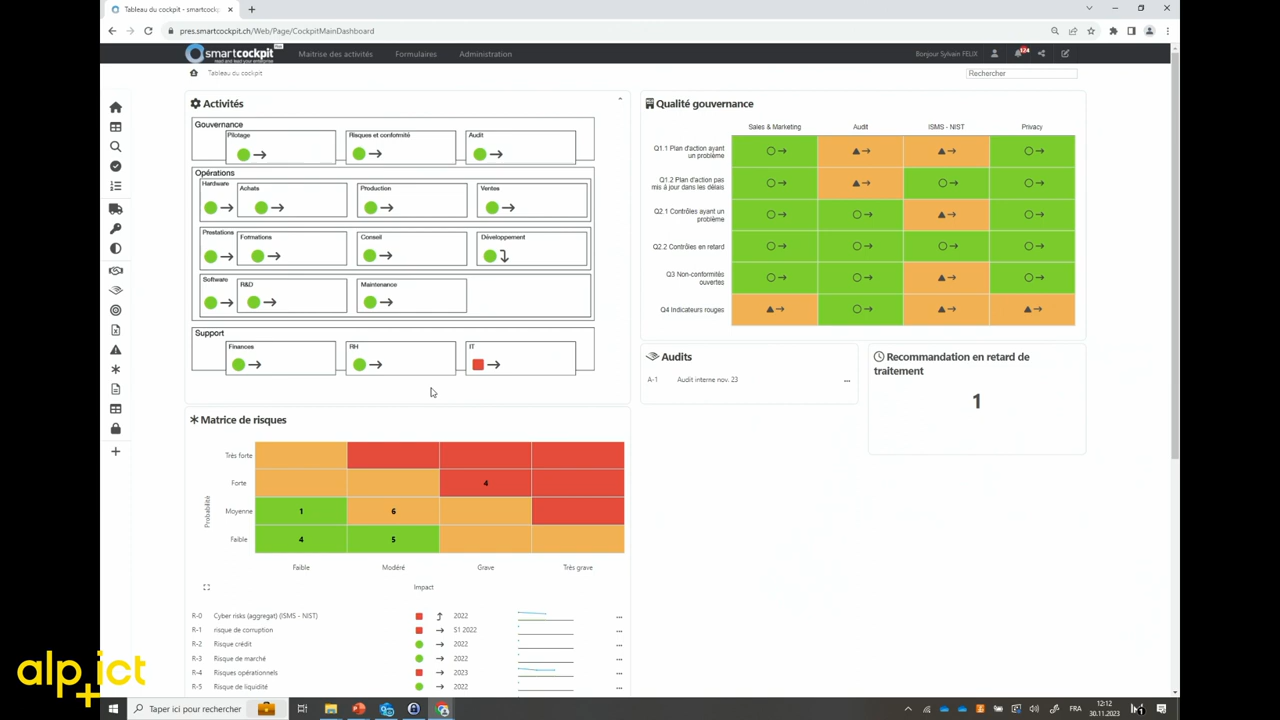 Tableau du cockpit - smartcock
pres.smartcockpit.ch/Web/Page/CockpitMainDashboard
smartcockpit
Maitrise des activités
Formulaires
Administration
Bonjour Sylvain FELIX
124
Tableau du cockpit
Rechercher
Activités
Gouvernance
Pilotage
Risques et conformité
Audit
Opérations
Hardware
Achats
Production
Ventes
Prestations
Formations
Conseil
Développement
Software
R&D
Maintenance
Support
Finances
RH
IT
Qualité gouvernance
Sales & Marketing
Audit
ISMS - NIST
Privacy
Q1.1 Plan d'action ayant
un problème
Q1.2 Plan d'action pas
mis à jour dans les délais
Q2.1 Contrôles ayant un
problème
Q2.2 Contrôles en retard
Q3 Non-conformités
ouvertes
Q4 Indicateurs rouges
Audits
A-1 Audit interne nov. 23 ...
Recommandation en retard de
traitement
1
Matrice de risques
Probabilité
Très forte
Forte 4
Moyenne 1 6
Faible 4 5
Faible Modéré Grave Très grave
Impact
R-0 Cyber risks (aggregat) (ISMS - NIST) 2022 ...
R-1 risque de corruption S1 2022 ...
R-2 Risque crédit 2022 ...
R-3 Risque de marché 2022 ...
R-4 Risques opérationnels 2023 ...
R-5 Risque de liquidité 2022 ...
alp ict
+
Taper ici pour rechercher
FRA
12:12
30.11.2023